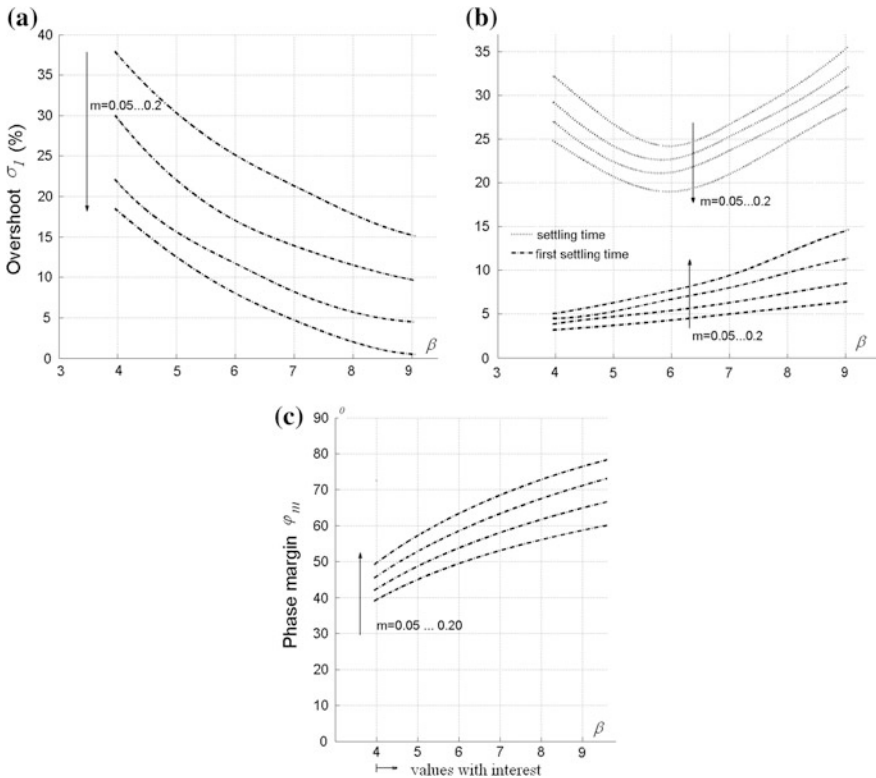 (a)
Overshoot σ1 (%)
40
35
30
25
20
15
10
5
0
m=0.05...0.2
3 4 5 6 7 8 9
β
(b)
35
30
25
20
15
10
5
0
m=0.05...0.2
settling time
first settling time
m=0.05...0.2
3 4 5 6 7 8 9
β
(c)
Phase margin φm
o
90
80
70
60
50
40
30
20
10
0
m=0.05 ... 0.20
4 5 6 7 8 9
β
values with interest